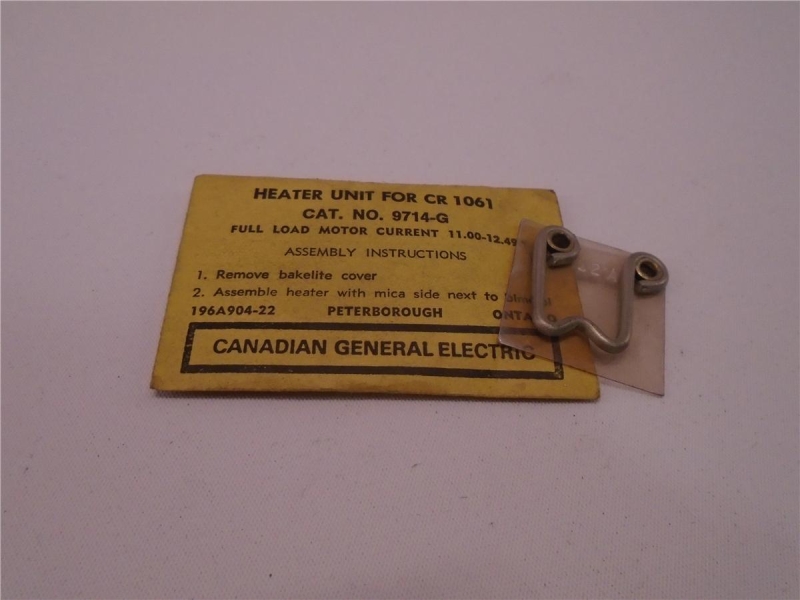 HEATER UNIT FOR CR 1061
CAT. NO. 9714-G
FULL LOAD MOTOR CURRENT 11.00-12.49
ASSEMBLY INSTRUCTIONS
1. Remove bakelite cover
2. Assemble heater with mica side next to
196A904-22 PETERBOROUGH ONTARIO
CANADIAN GENERAL ELECTRIC